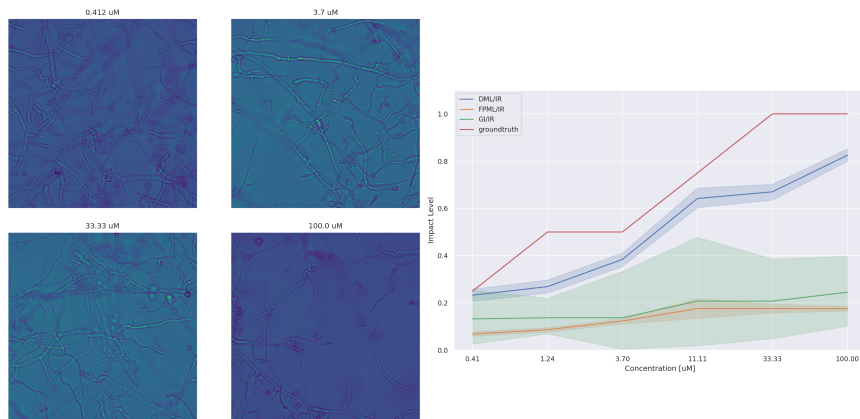 0.412 uM
3.7 uM
33.33 uM
100.0 uM
DML/IR
FPML/IR
GI/IR
groundtruth
Impact Level
1.0
0.8
0.6
0.4
0.2
0.0
0.41
1.24
3.70
11.11
33.33
100.00
Concentration [uM]